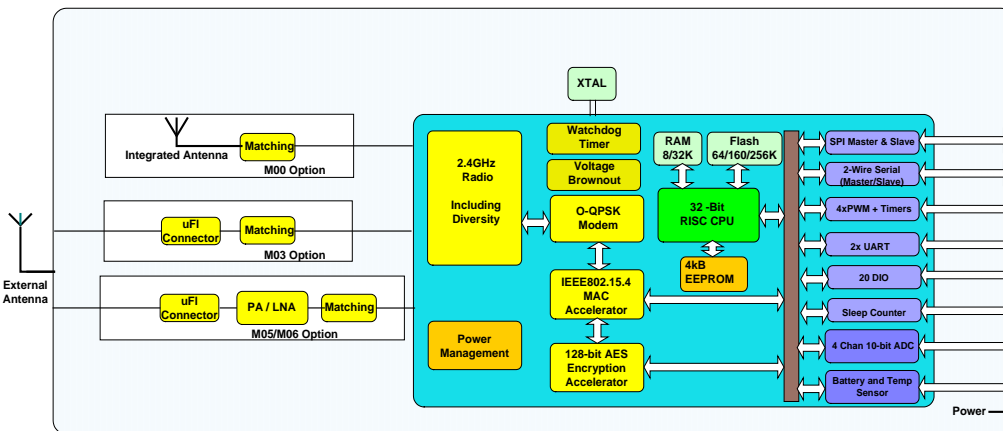 XTAL
Integrated Antenna
Matching
M00 Option
uFl
Connector
Matching
M03 Option
External
Antenna
uFl
Connector
PA / LNA
Matching
M05/M06 Option
2.4GHz
Radio
Including
Diversity
Watchdog
Timer
Voltage
Brownout
O-QPSK
Modem
IEEE802.15.4
MAC
Accelerator
128-bit AES
Encryption
Accelerator
Power
Management
RAM
8/32K
Flash
64/160/256K
32 -Bit
RISC CPU
4kB
EEPROM
SPI Master & Slave
2-Wire Serial
(Master/Slave)
4xPWM + Timers
2x UART
20 DIO
Sleep Counter
4 Chan 10-bit ADC
Battery and Temp
Sensor
Power